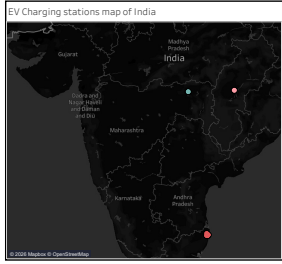 EV Charging stations map of India
Madhya
Pradesh
Gujarat
India
Dadra and
Nagar Haveli
and Daman
and Diu
Maharashtra
Karnataka
Andhra
Pradesh
© 2026 Mapbox © OpenStreetMap